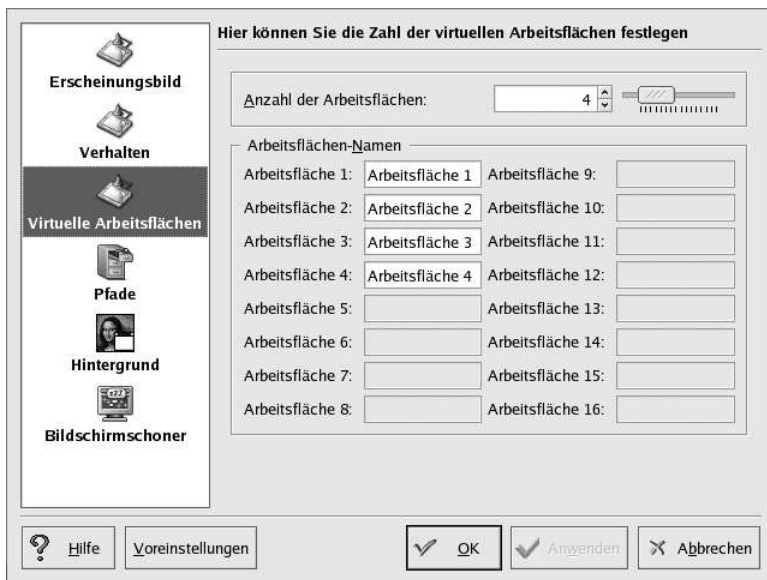 Hier können Sie die Zahl der virtuellen Arbeitsflächen festlegen
Erscheinungsbild
Verhalten
Virtuelle Arbeitsflächen
Pfade
Hintergrund
Bildschirmschoner
Anzahl der Arbeitsflächen: 4
Arbeitsflächen-Namen
Arbeitsfläche 1: Arbeitsfläche 1 Arbeitsfläche 9:
Arbeitsfläche 2: Arbeitsfläche 2 Arbeitsfläche 10:
Arbeitsfläche 3: Arbeitsfläche 3 Arbeitsfläche 11:
Arbeitsfläche 4: Arbeitsfläche 4 Arbeitsfläche 12:
Arbeitsfläche 5: Arbeitsfläche 13:
Arbeitsfläche 6: Arbeitsfläche 14:
Arbeitsfläche 7: Arbeitsfläche 15:
Arbeitsfläche 8: Arbeitsfläche 16:
Hilfe Voreinstellungen OK Anwenden Abbrechen